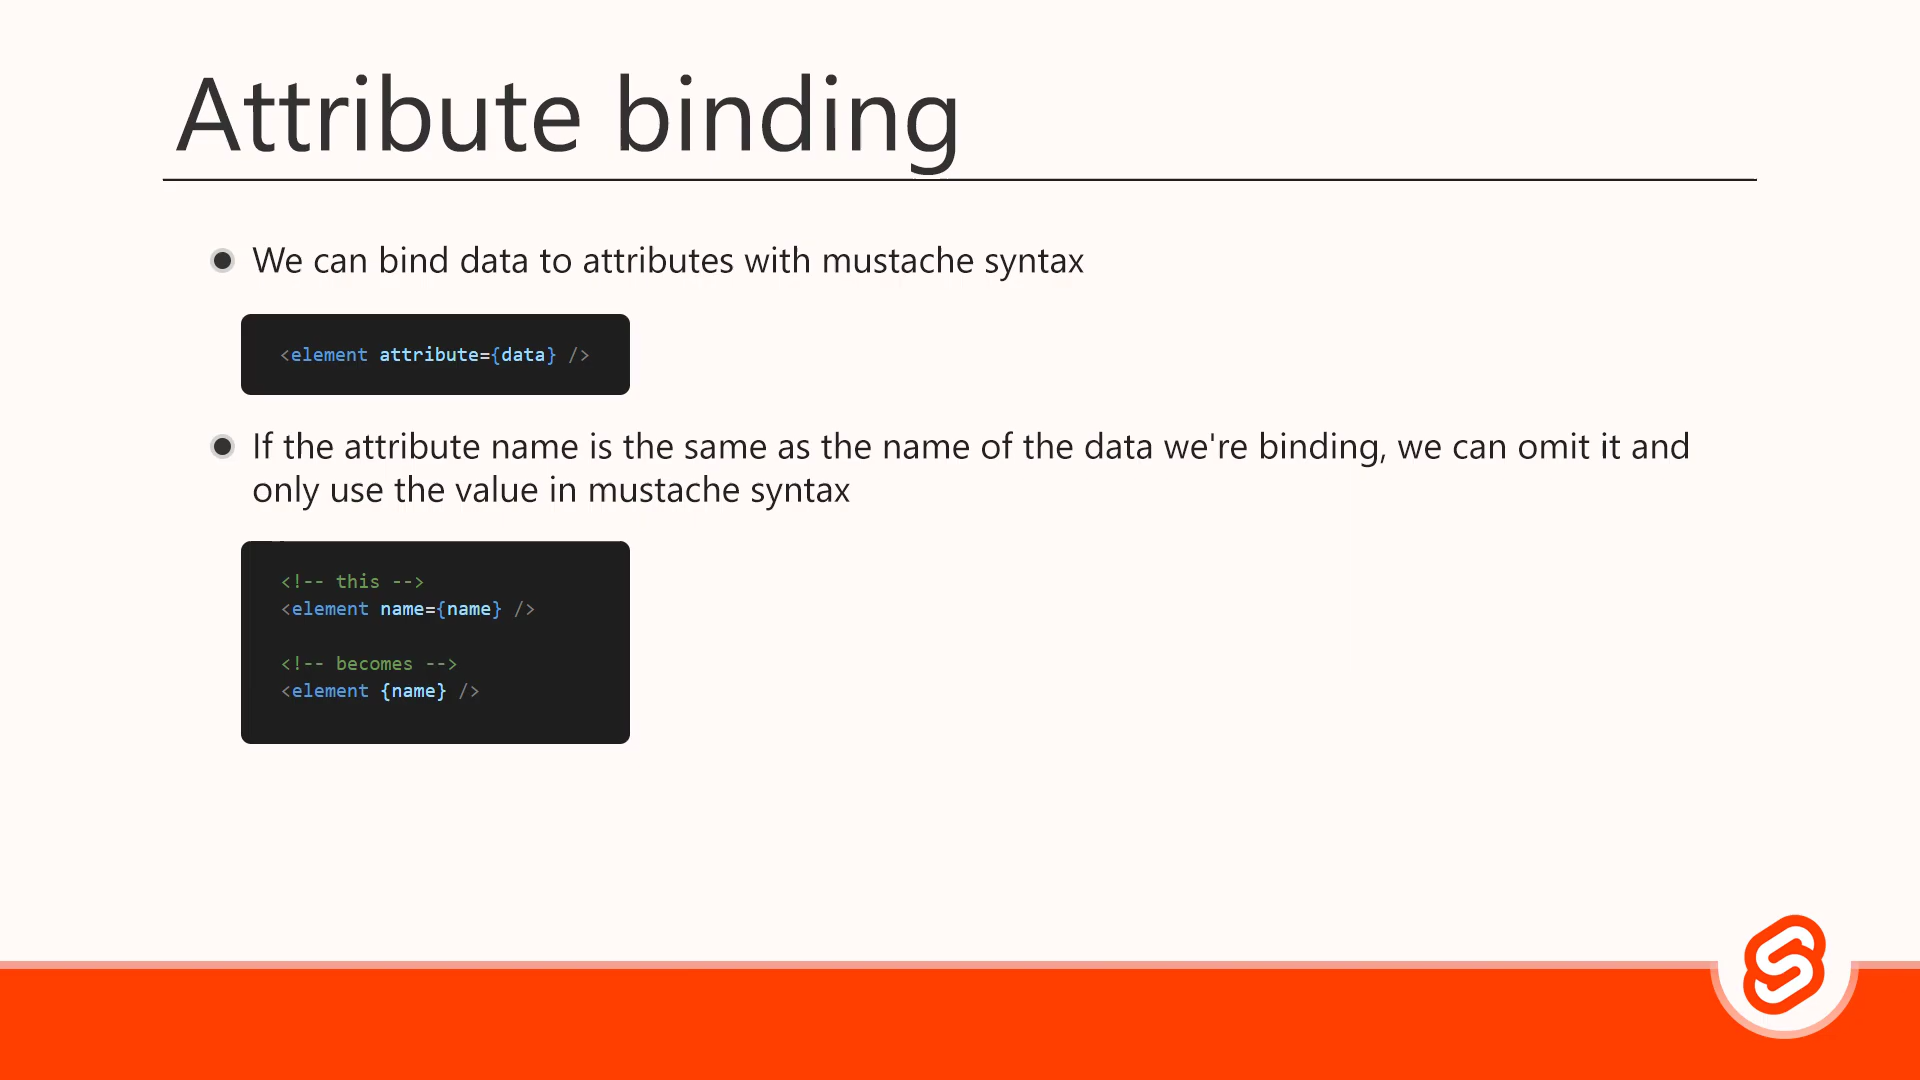 Attribute binding
We can bind data to attributes with mustache syntax
<element attribute={data} />
If the attribute name is the same as the name of the data we're binding, we can omit it and
only use the value in mustache syntax
<!-- this -->
<element name={name} />
<!-- becomes -->
<element {name} />